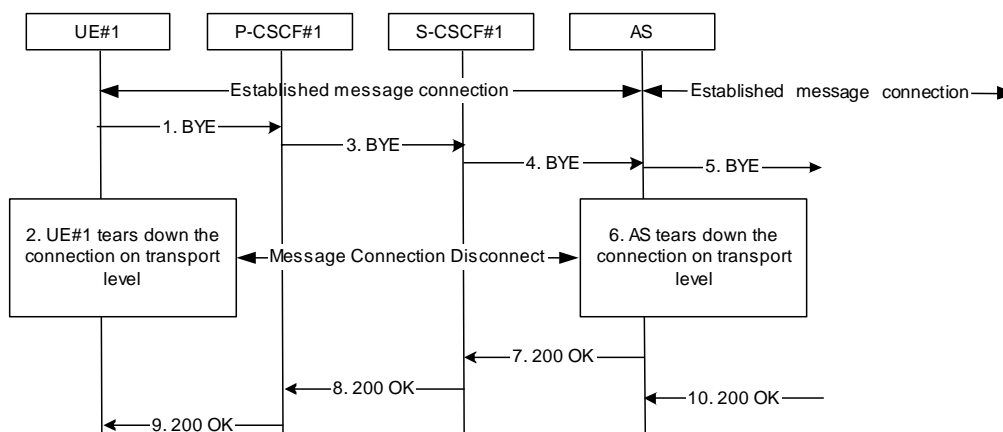 UE#1
P-CSCF#1
S-CSCF#1
AS
Established message connection
Established message connection
1. BYE
3. BYE
4. BYE
5. BYE
2. UE#1 tears down the
connection on transport
level
Message Connection Disconnect
6. AS tears down the
connection on transport
level
7. 200 OK
8. 200 OK
10. 200 OK
9. 200 OK